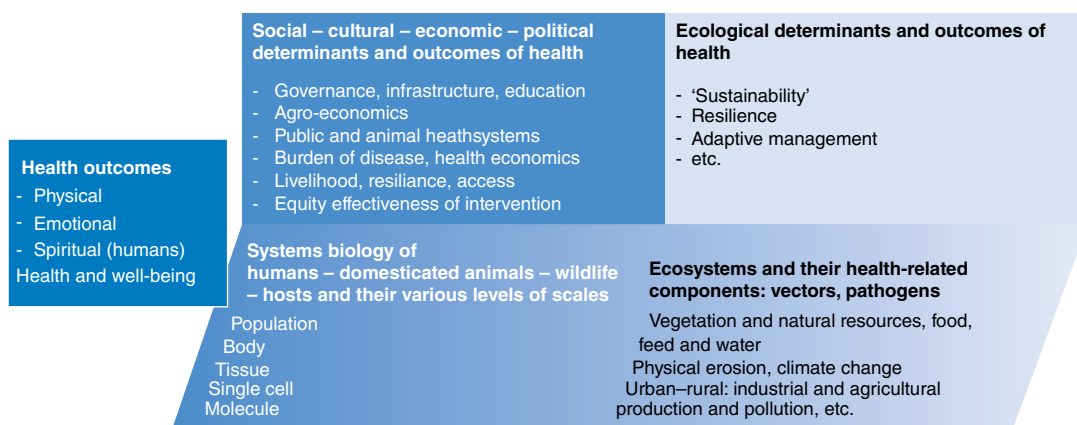 Health outcomes
- Physical
- Emotional
- Spiritual (humans)
Health and well-being
Social – cultural – economic – political
determinants and outcomes of health
- Governance, infrastructure, education
- Agro-economics
- Public and animal heathsystems
- Burden of disease, health economics
- Livelihood, resiliance, access
- Equity effectiveness of intervention
Ecological determinants and outcomes of
health
- ‘Sustainability’
- Resilience
- Adaptive management
- etc.
Systems biology of
humans – domesticated animals – wildlife
– hosts and their various levels of scales
Population
Body
Tissue
Single cell
Molecule
Ecosystems and their health-related
components: vectors, pathogens
Vegetation and natural resources, food,
feed and water
Physical erosion, climate change
Urban–rural: industrial and agricultural
production and pollution, etc.